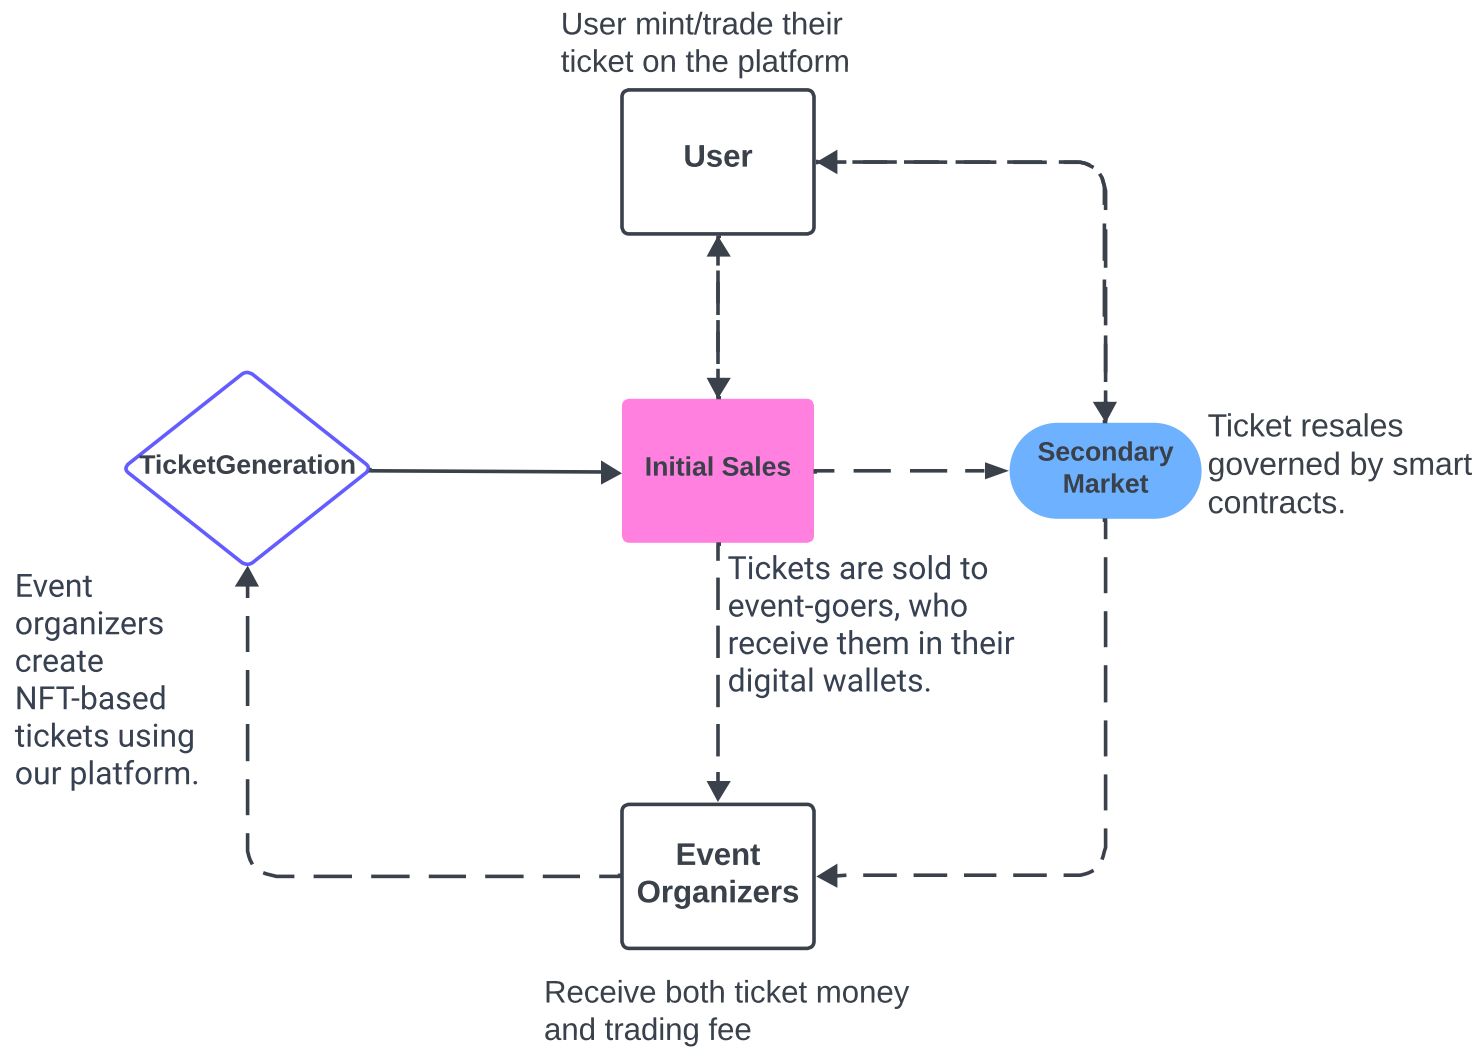 User mint/trade their
ticket on the platform
User
TicketGeneration
Initial Sales
Secondary
Market
Ticket resales
governed by smart
contracts.
Tickets are sold to
event-goers, who
receive them in their
digital wallets.
Event
organizers
create
NFT-based
tickets using
our platform.
Event
Organizers
Receive both ticket money
and trading fee